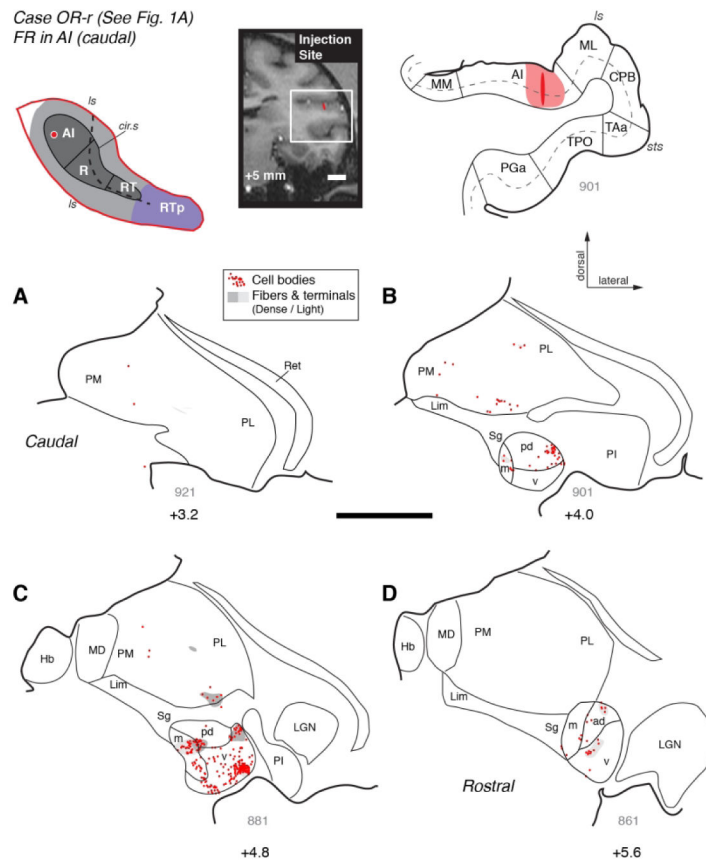 Case OR-r (See Fig. 1A)
FR in AI (caudal)
ls
AI
cir.s
R
RT
ls
RTp
Injection
Site
+5 mm
ls
ML
AI
MM
CPB
TAa
TPO
sts
PGa
901
dorsal
lateral
Cell bodies
Fibers & terminals
(Dense / Light)
A
PM
Ret
PL
Caudal
921
+3.2
B
PL
PM
Lim
Sg
pd
m
v
PI
901
+4.0
C
Hb
MD
PM
PL
Lim
Sg
pd
m
v
LGN
PI
881
+4.8
D
Hb
MD
PM
PL
Lim
Sg
m
ad
v
LGN
Rostral
861
+5.6